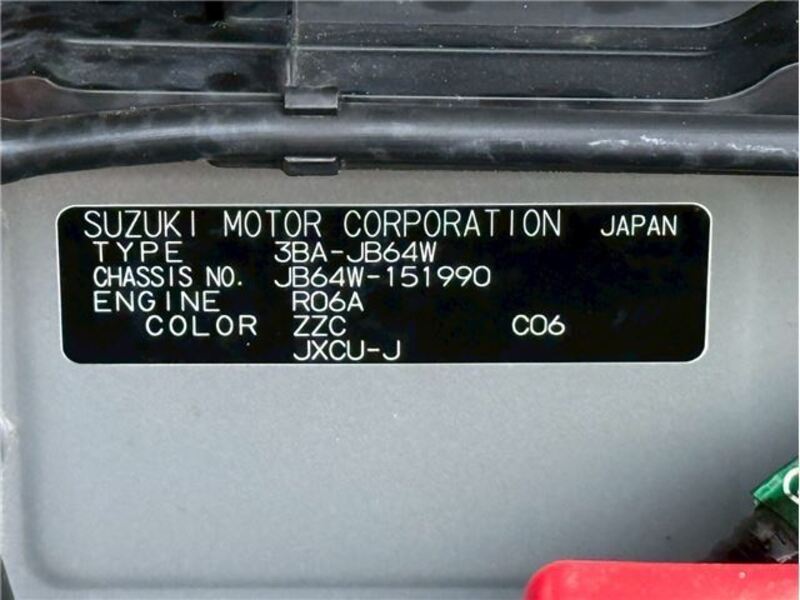 SUZUKI MOTOR CORPORATION JAPAN
TYPE 3BA-JB64W
CHASSIS NO. JB64W-151990
ENGINE R06A
COLOR ZZC C06
JXCU-J